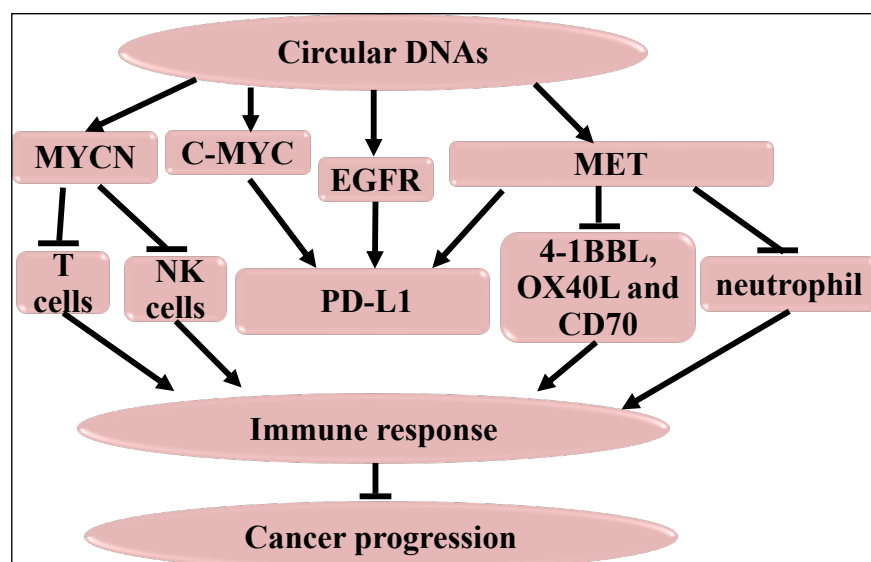 Circular DNAs
MYCN
C-MYC
EGFR
MET
T
cells
NK
cells
PD-L1
4-1BBL,
OX40L and
CD70
neutrophil
Immune response
Cancer progression